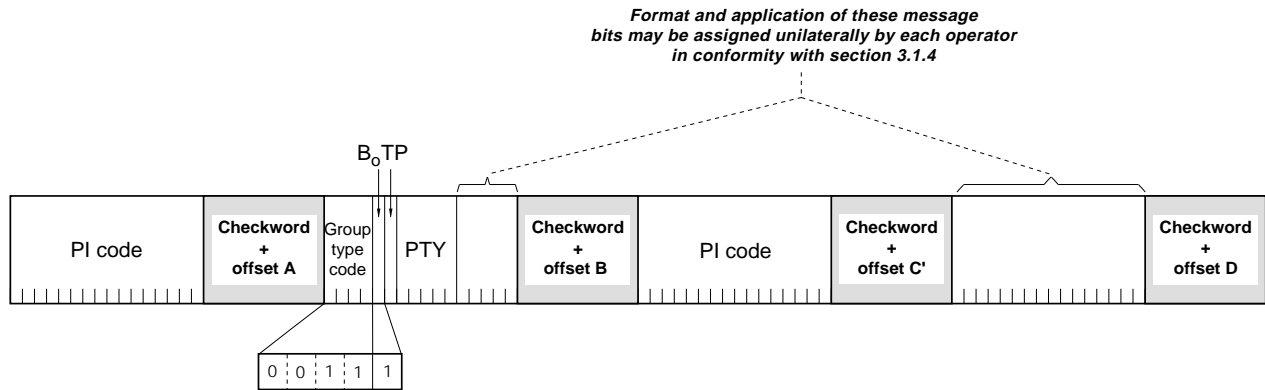 Format and application of these message
bits may be assigned unilaterally by each operator
in conformity with section 3.1.4
BoTP
PI code
Checkword
+
offset A
Group
type
code
PTY
Checkword
+
offset B
PI code
Checkword
+
offset C'
Checkword
+
offset D
0 0 1 1 1